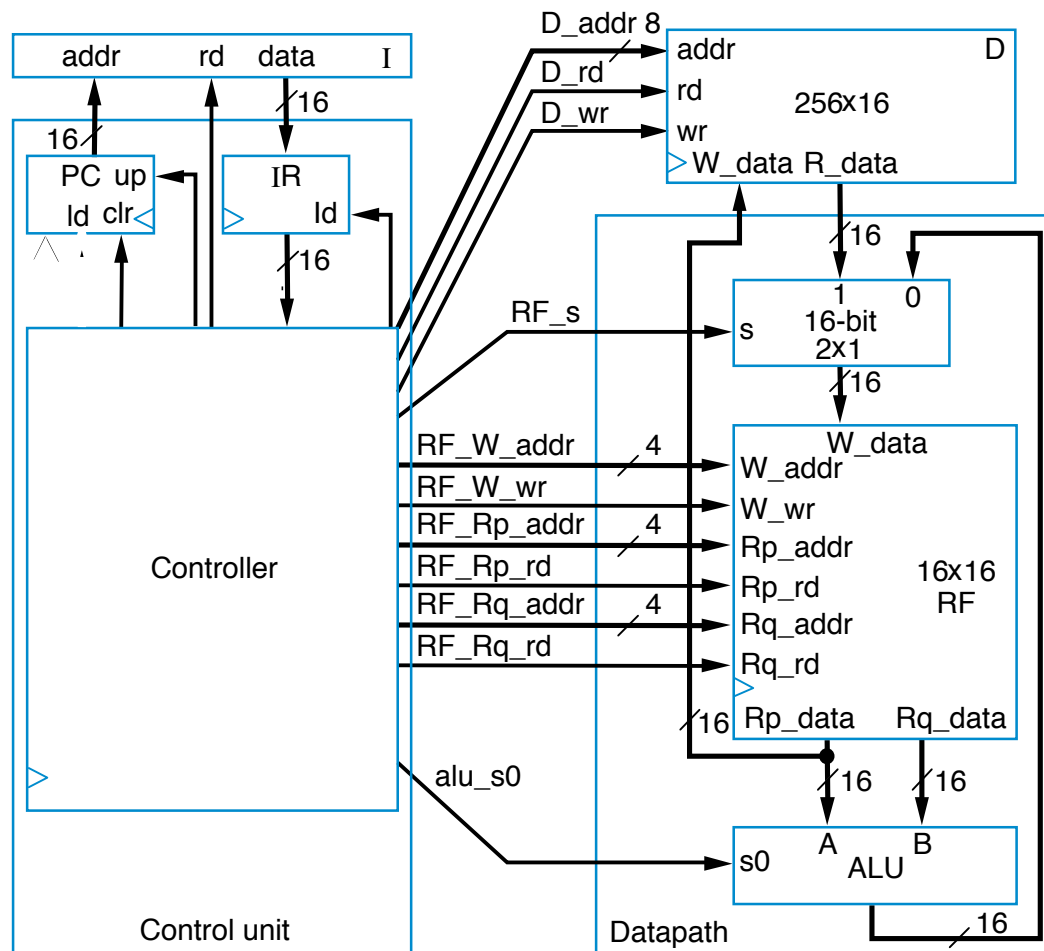 addr rd data I
16
16
PC up
ld clr
IR
ld
16
Controller
Control unit
D_addr 8
D_rd
D_wr
addr
D
rd
256x16
wr
W_data R_data
16
1 0
RF_s
s
16-bit
2x1
16
W_data
RF_W_addr 4
W_addr
RF_W_wr
W_wr
RF_Rp_addr 4
Rp_addr
RF_Rp_rd
Rp_rd
16x16
RF
RF_Rq_addr 4
Rq_addr
RF_Rq_rd
Rq_rd
16
Rp_data Rq_data
16
16
alu_s0
A B
s0
ALU
16
Datapath